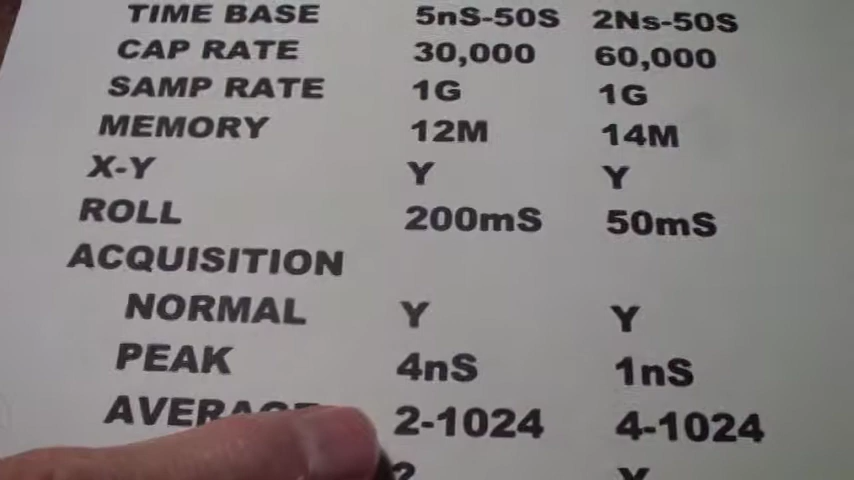 TIME BASE 5nS-50S 2Ns-50S
CAP RATE 30,000 60,000
SAMP RATE 1G 1G
MEMORY 12M 14M
X-Y Y Y
ROLL 200mS 50mS
ACQUISITION
NORMAL Y Y
PEAK 4nS 1nS
AVERAGE 2-1024 4-1024
? Y